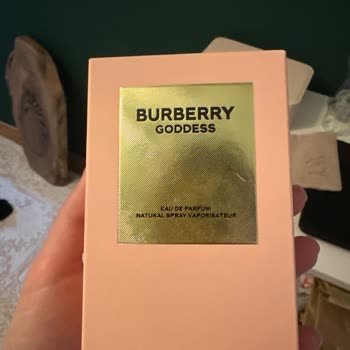 BURBERRY
GODDESS
EAU DE PARFUM
NATURAL SPRAY VAPORISATEUR